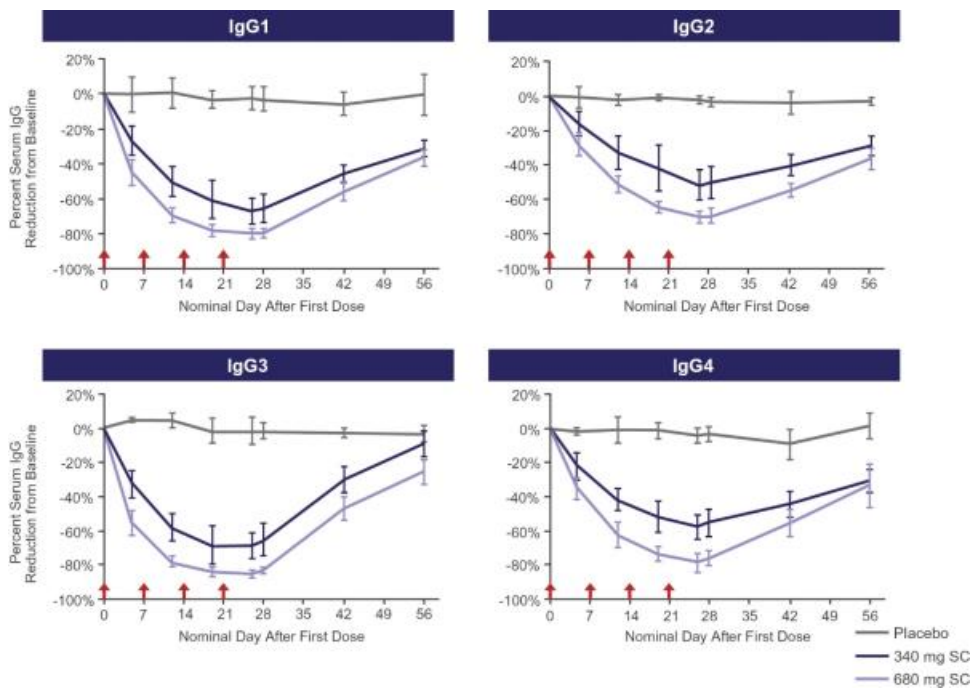 IgG1
IgG2
Percent Serum IgG
Reduction from Baseline
20%
0%
-20%
-40%
-60%
-80%
-100%
0 7 14 21 28 35 42 49 56
Nominal Day After First Dose
20%
0%
-20%
-40%
-60%
-80%
-100%
0 7 14 21 28 35 42 49 56
Nominal Day After First Dose
IgG3
IgG4
Percent Serum IgG
Reduction from Baseline
20%
0%
-20%
-40%
-60%
-80%
-100%
0 7 14 21 28 35 42 49 56
Nominal Day After First Dose
20%
0%
-20%
-40%
-60%
-80%
-100%
0 7 14 21 28 35 42 49 56
Nominal Day After First Dose
Placebo
340 mg SC
680 mg SC